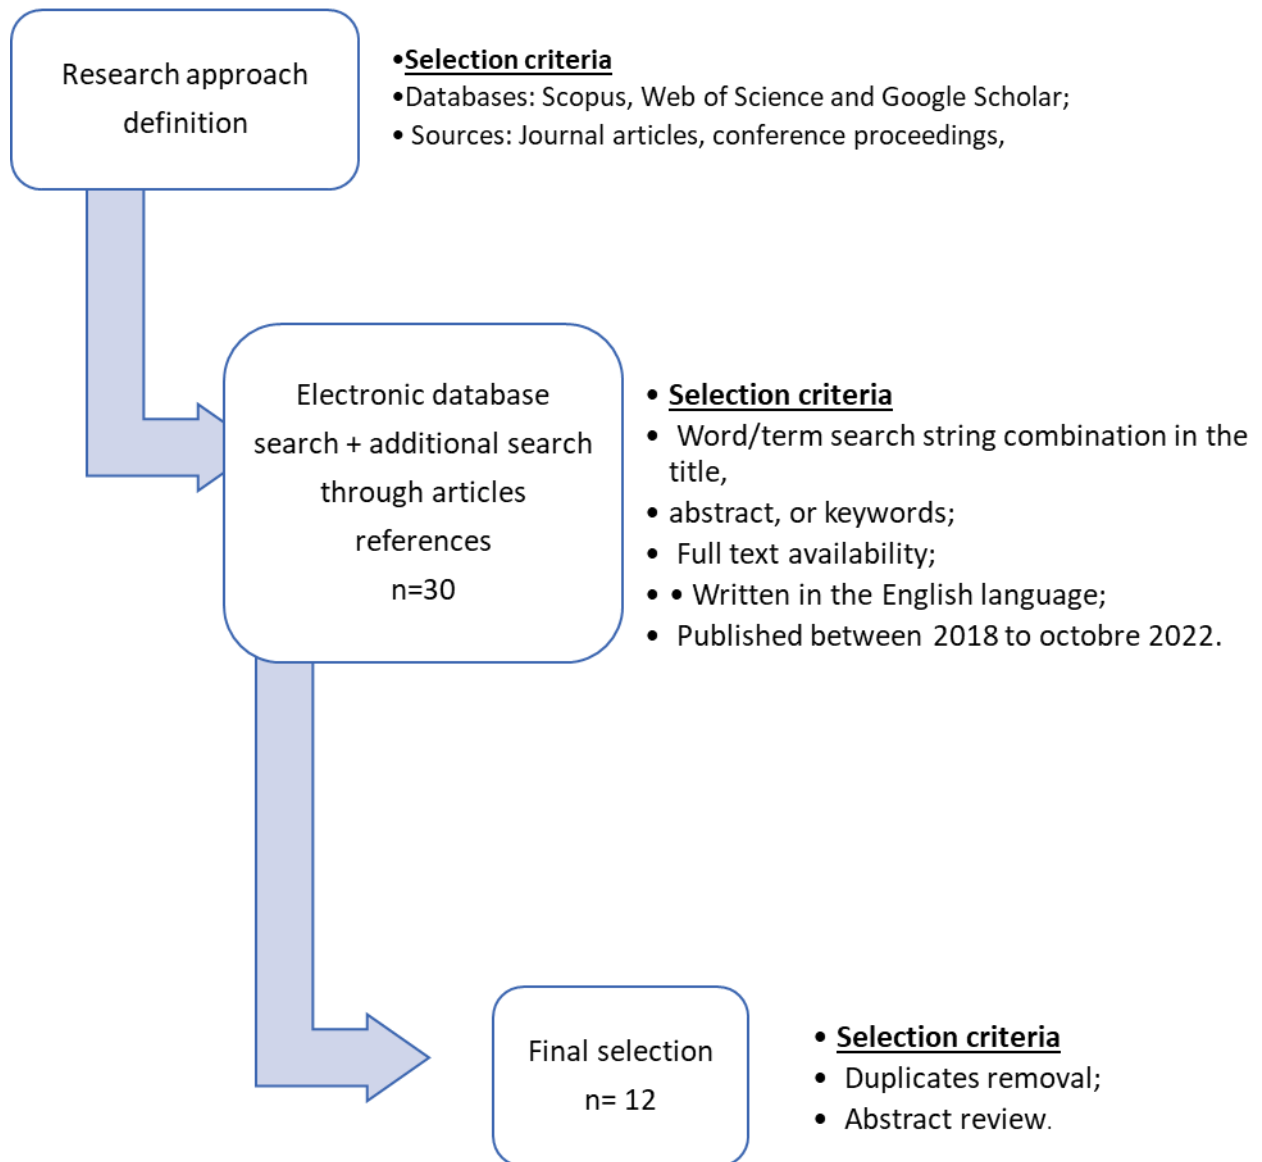 Research approach
definition
•Selection criteria
•Databases: Scopus, Web of Science and Google Scholar;
• Sources: Journal articles, conference proceedings,
Electronic database
search + additional search
through articles
references
n=30
• Selection criteria
• Word/term search string combination in the
title,
• abstract, or keywords;
• Full text availability;
• • Written in the English language;
• Published between 2018 to octobre 2022.
Final selection
n= 12
• Selection criteria
• Duplicates removal;
• Abstract review.